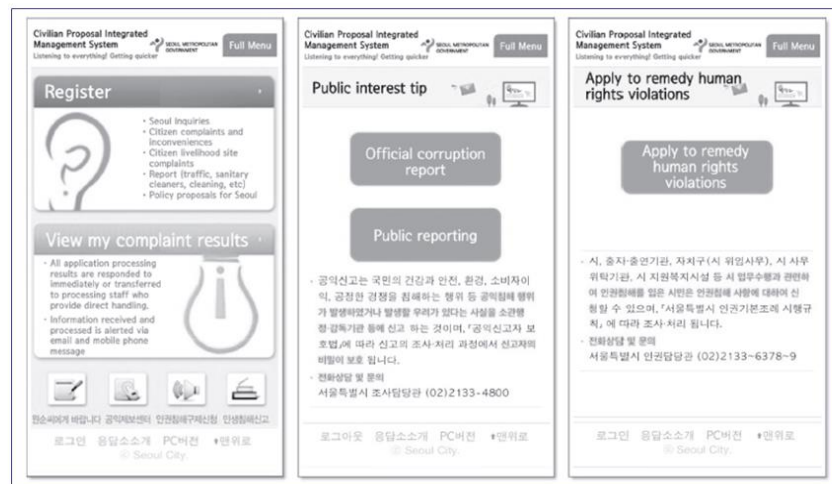 Civilian Proposal Integrated
Management System
SEOUL METROPOLITAN
GOVERNMENT
Full Menu
Listening to everything! Getting quicker
Register
· Seoul Inquiries
· Citizen complaints and
inconveniences
· Citizen livelihood site
complaints
· Report (traffic, sanitary
cleaners, cleaning, etc)
· Policy proposals for Seoul
View my complaint results
· All application processing
results are responded to
immediately or transferred
to processing staff who
provide direct handling.
· Information received and
processed is alerted via
email and mobile phone
message
원순씨에게 바랍니다 공익제보센터 인권침해구제신청 민생침해신고
로그인 응답소소개 PC버전 ⬆맨위로
ⓒ Seoul City.
Civilian Proposal Integrated
Management System
SEOUL METROPOLITAN
GOVERNMENT
Full Menu
Listening to everything! Getting quicker
Public interest tip
Official corruption
report
Public reporting
· 공익신고는 국민의 건강과 안전, 환경, 소비자이
익, 공정한 경쟁을 침해하는 행위 등 공익침해 행위
가 발생하였거나 발생할 우려가 있다는 사실을 소관행
정·감독기관 등에 신고 하는 것이며, 「공익신고자 보
호법」에 따라 신고의 조사·처리 과정에서 신고자의
비밀이 보호 됩니다.
· 전화상담 및 문의
서울특별시 조사담당관 (02)2133-4800
로그아웃 응답소소개 PC버전 ⬆맨위로
ⓒ Seoul City.
Civilian Proposal Integrated
Management System
SEOUL METROPOLITAN
GOVERNMENT
Full Menu
Listening to everything! Getting quicker
Apply to remedy human
rights violations
Apply to remedy
human rights
violations
· 시, 출자·출연기관, 자치구(시 위임사무), 시 사무
위탁기관, 시 지원복지시설 등 시 업무수행과 관련하
여 인권침해를 입은 시민은 인권침해 사항에 대하여 신
청할 수 있으며, 「서울특별시 인권기본조례 시행규
칙」에 따라 조사·처리 됩니다.
· 전화상담 및 문의
서울특별시 인권담당관 (02)2133~6378~9
로그인 응답소소개 PC버전 ⬆맨위로
ⓒ Seoul City.